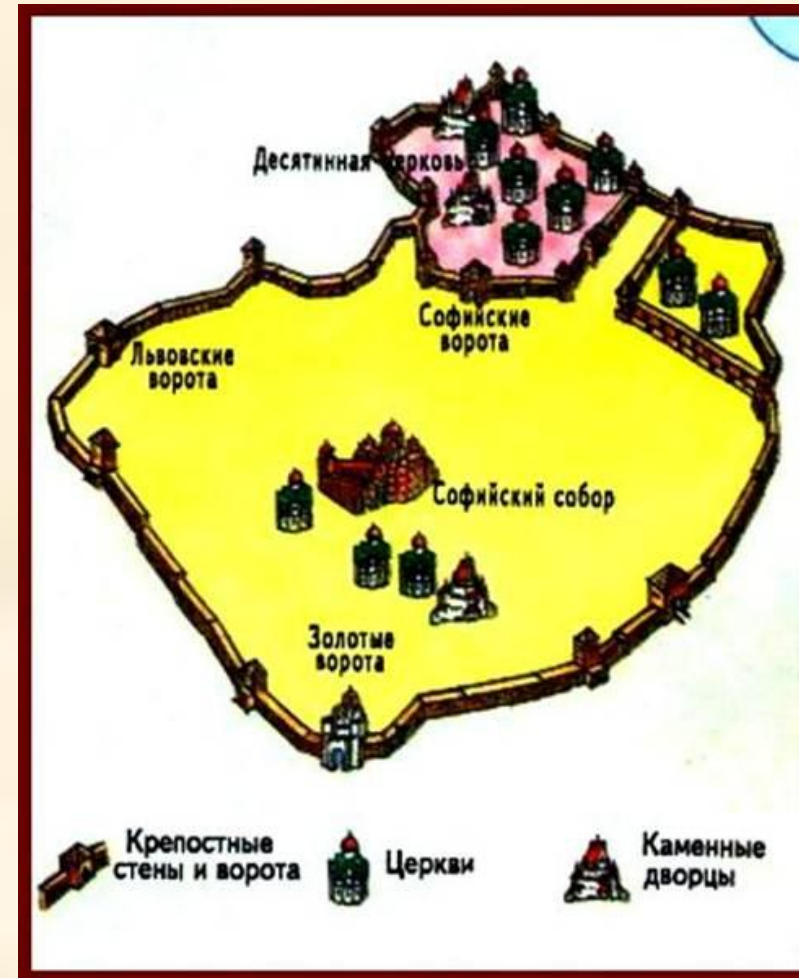 Десятинная церковь
Софийские
ворота
Львовские
ворота
Софийский собор
Золотые
ворота
Крепостные
стены и ворота
Церкви
Каменные
дворцы